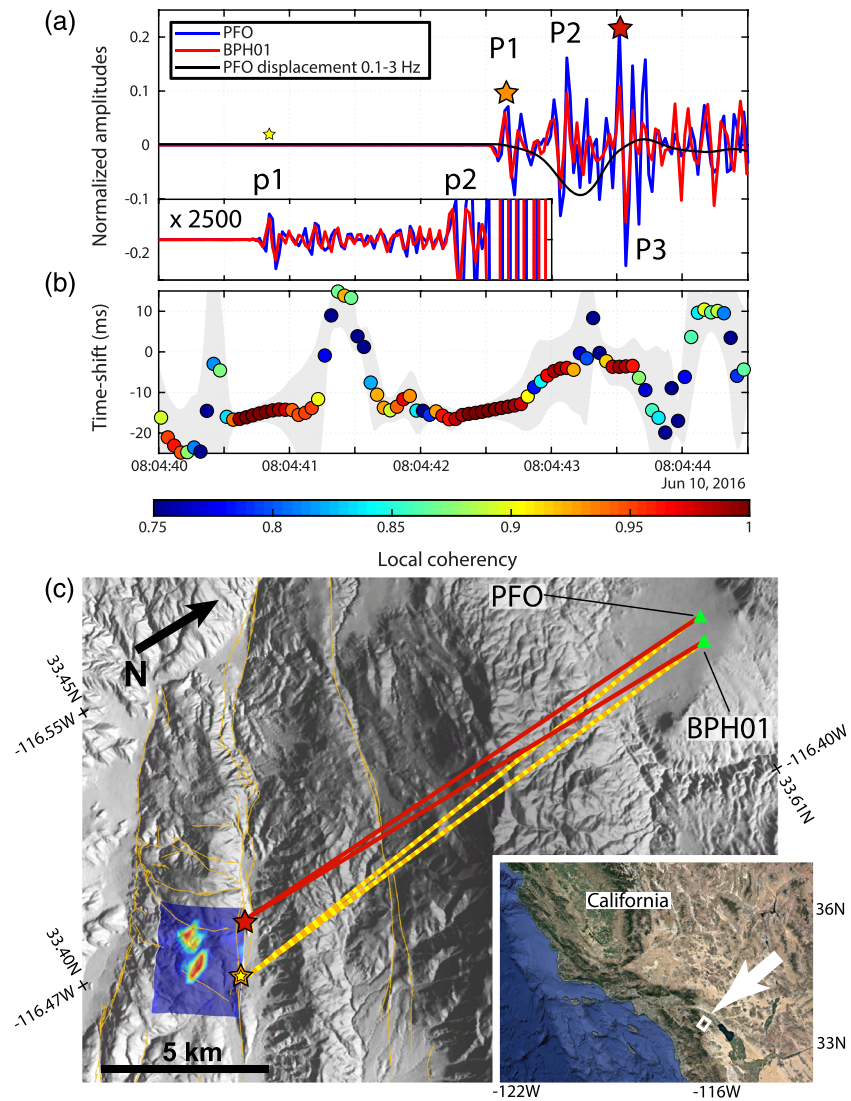 (a)
PFO
BPH01
PFO displacement 0.1-3 Hz
P1
P2
P3
p1
p2
x 2500
Normalized amplitudes
0.2
0.1
0
-0.1
-0.2
(b)
Time-shift (ms)
10
0
-10
-20
08:04:40
08:04:41
08:04:42
08:04:43
08:04:44
Jun 10, 2016
0.75
0.8
0.85
0.9
0.95
1
Local coherency
(c)
PFO
N
BPH01
33.45N
-116.55W
-116.40W
33.61N
33.40N
-116.47W
5 km
California
36N
33N
-122W
-116W